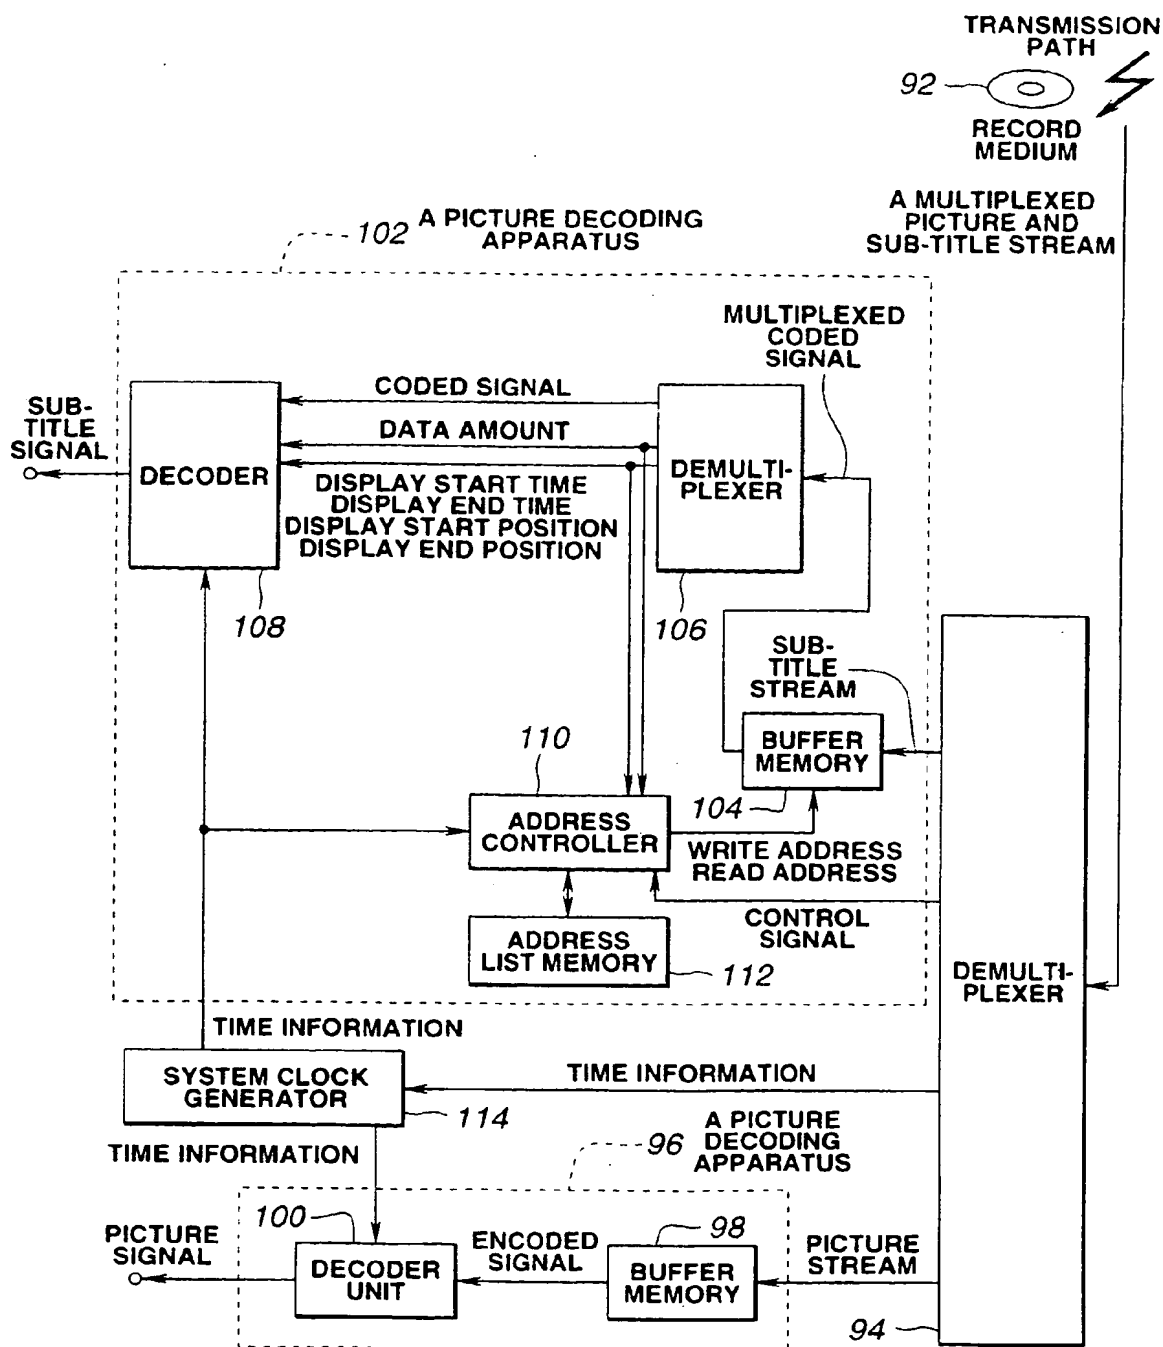 TRANSMISSION
PATH
92
RECORD
MEDIUM
A MULTIPLEXED
PICTURE AND
SUB-TITLE STREAM
102
A PICTURE DECODING
APPARATUS
MULTIPLEXED
CODED
SIGNAL
SUB-
TITLE
SIGNAL
DECODER
CODED SIGNAL
DATA AMOUNT
DISPLAY START TIME
DISPLAY END TIME
DISPLAY START POSITION
DISPLAY END POSITION
DEMULTI-
PLEXER
108
106
SUB-
TITLE
STREAM
BUFFER
MEMORY
104
110
ADDRESS
CONTROLLER
WRITE ADDRESS
READ ADDRESS
CONTROL
SIGNAL
ADDRESS
LIST MEMORY
112
DEMULTI-
PLEXER
TIME INFORMATION
SYSTEM CLOCK
GENERATOR
114
TIME INFORMATION
TIME INFORMATION
96
A PICTURE
DECODING
APPARATUS
PICTURE
SIGNAL
100
DECODER
UNIT
ENCODED
SIGNAL
98
BUFFER
MEMORY
PICTURE
STREAM
94